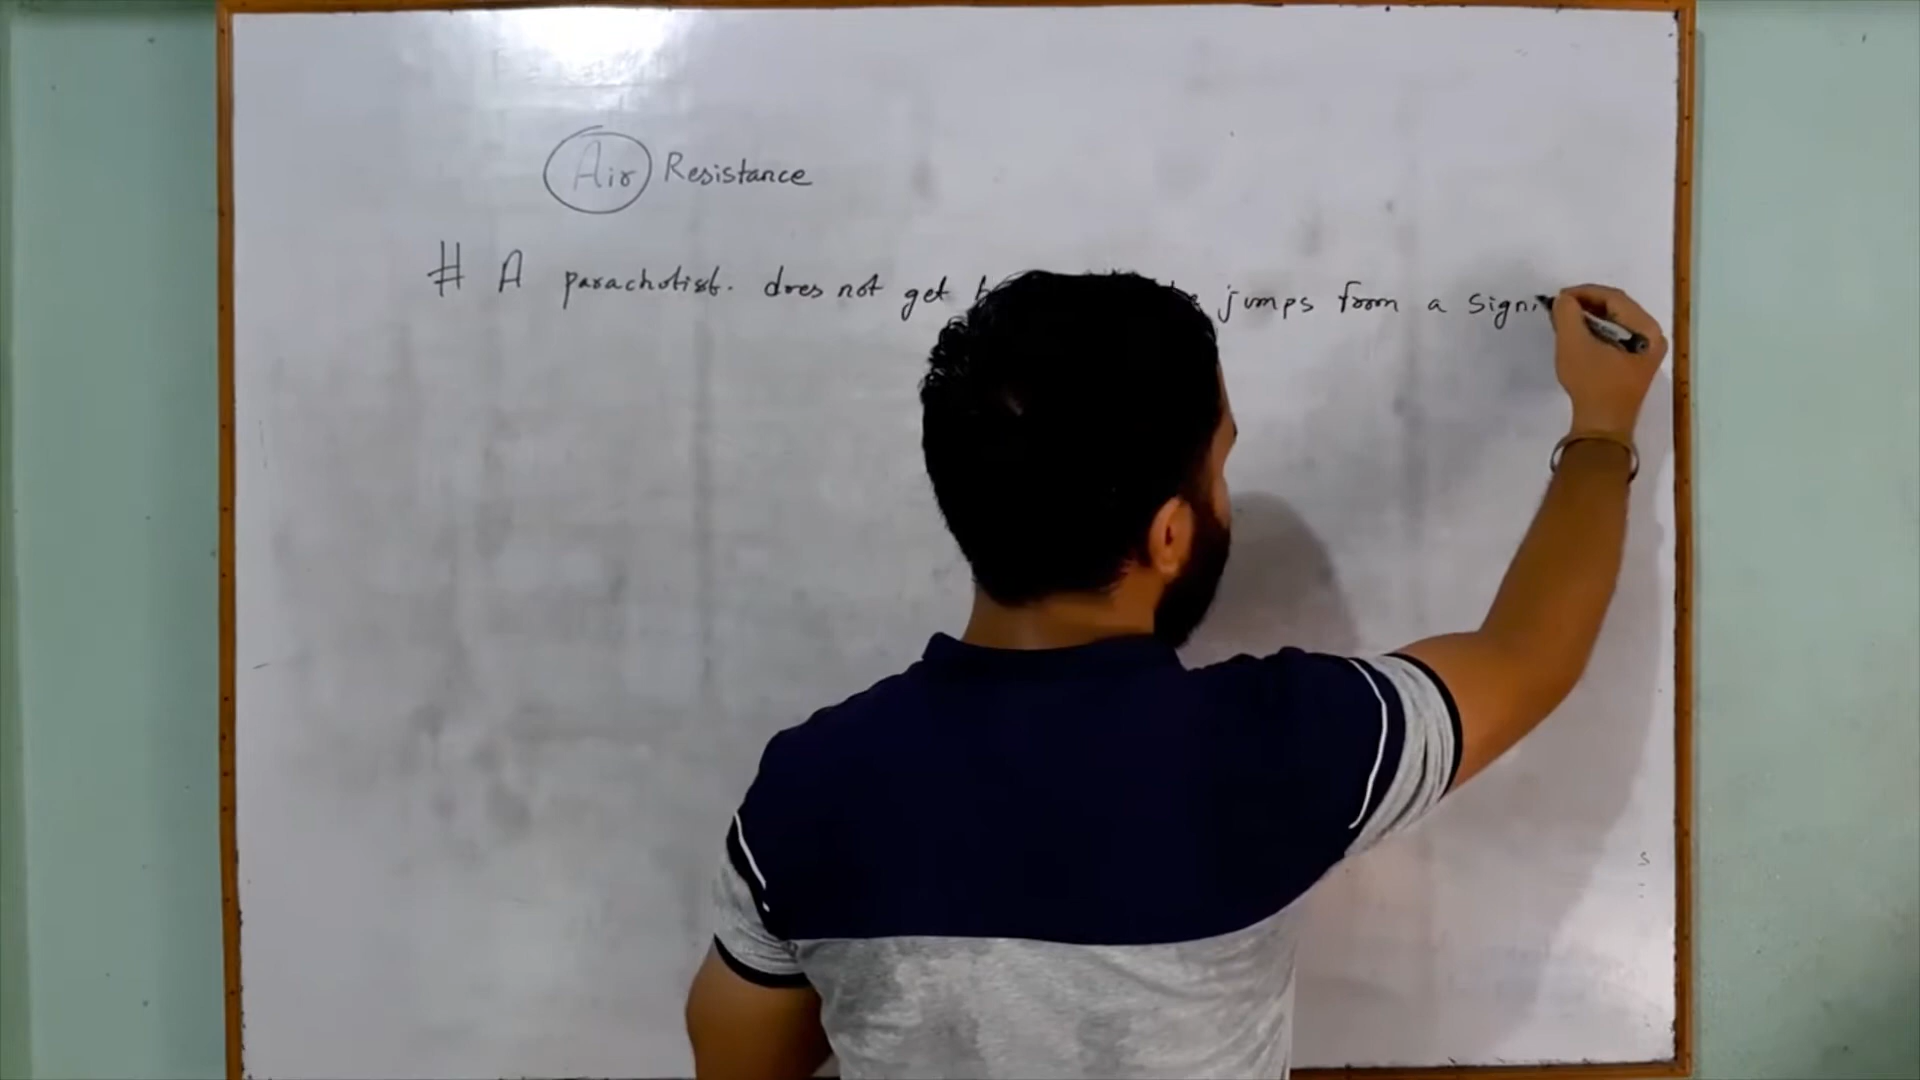 Air Resistance
# A parachutist. does not get jumps from a signi